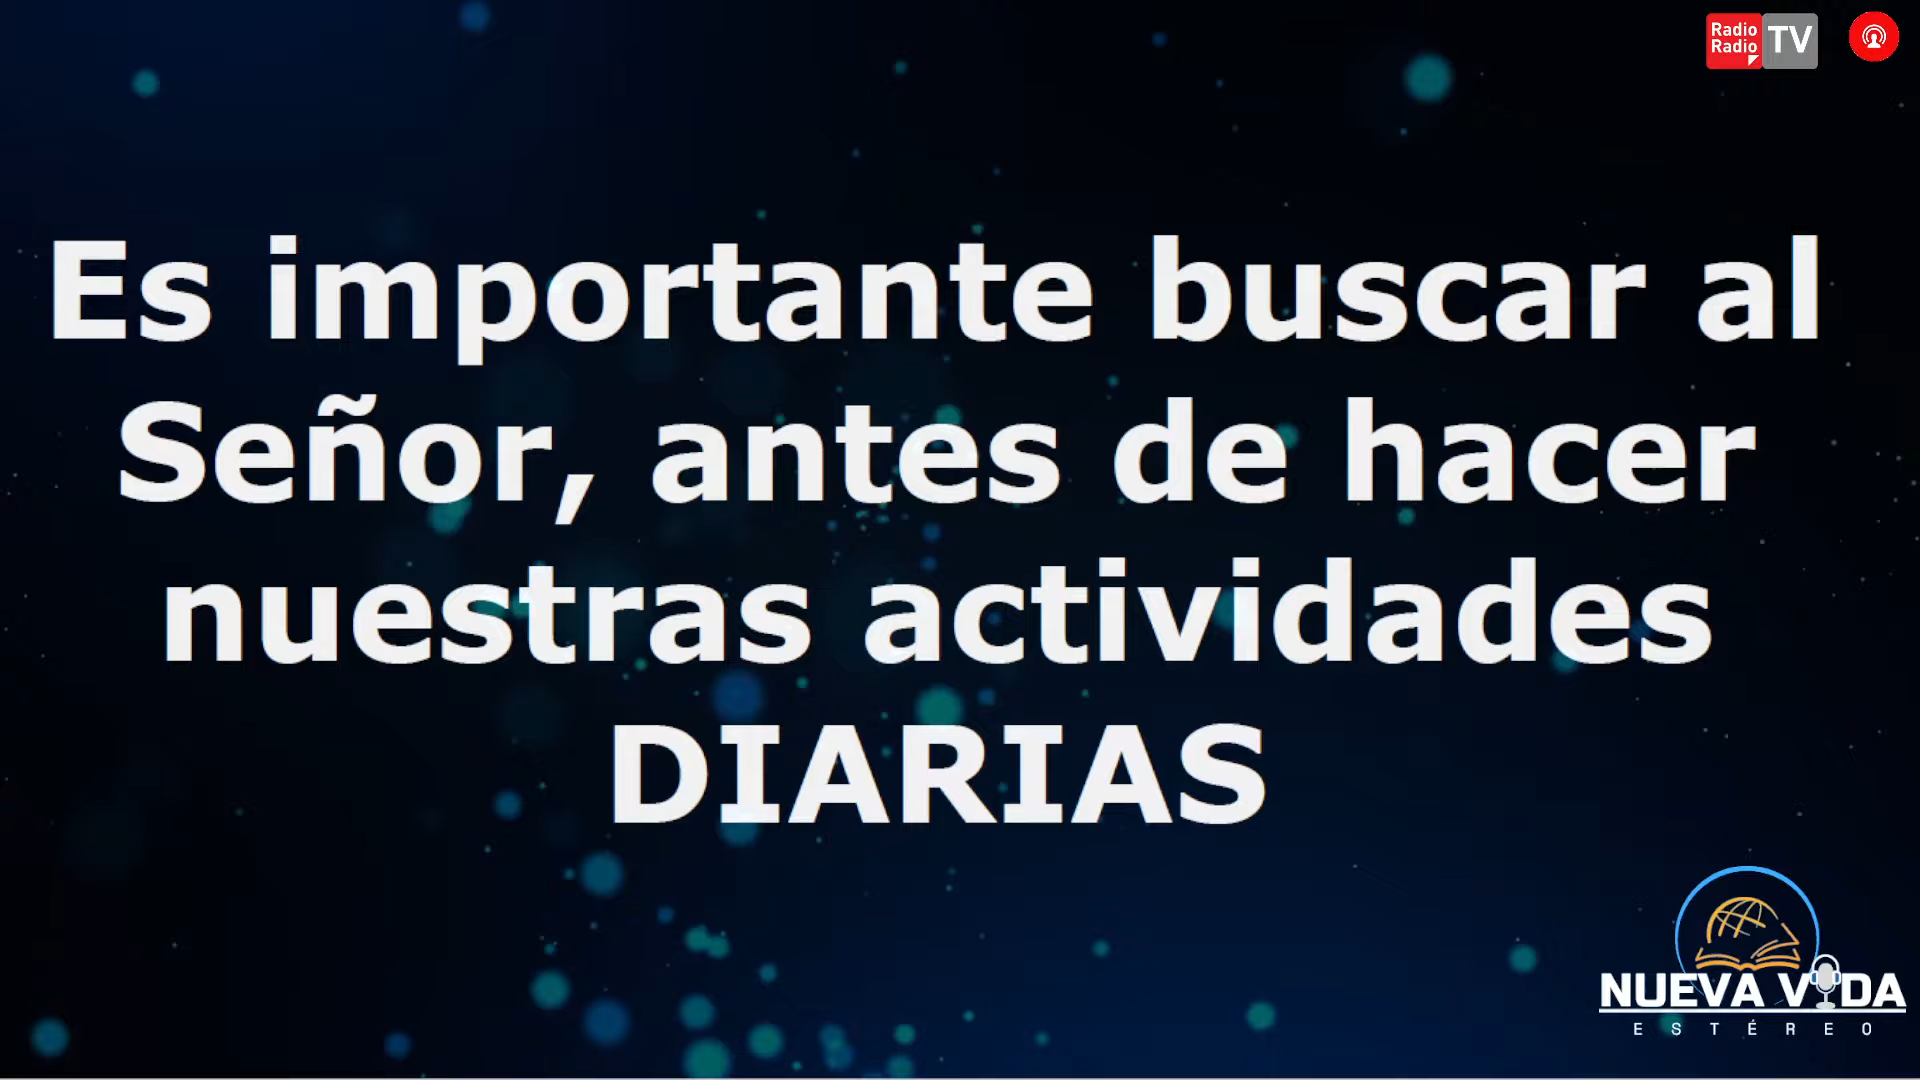 Radio
Radio
TV
Es importante buscar al
Señor, antes de hacer
nuestras actividades
DIARIAS
NUEVA VIDA
ESTÉREO